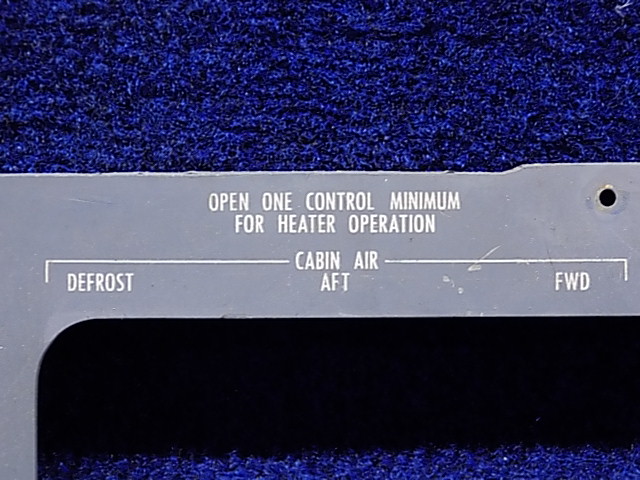 OPEN ONE CONTROL MINIMUM
FOR HEATER OPERATION
CABIN AIR
DEFROST AFT FWD